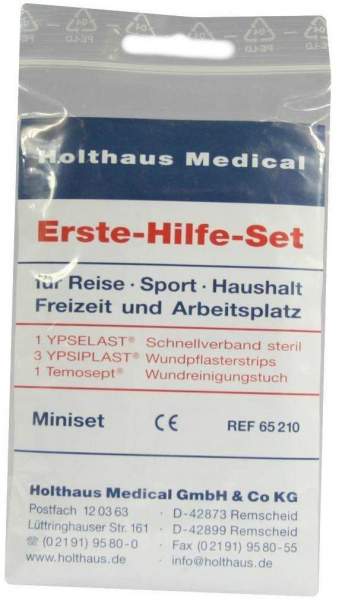 Holthaus Medical
Erste-Hilfe-Set
für Reise · Sport · Haushalt
Freizeit und Arbeitsplatz
1 YPSELAST® Schnellverband steril
3 YPSIPLAST® Wundpflasterstrips
1 Temosept® Wundreinigungstuch
Miniset CE REF 65 210
Holthaus Medical GmbH & Co KG
Postfach 12 03 63 · D-42873 Remscheid
Lüttringhauser Str. 161 · D-42899 Remscheid
☏ (0 21 91) 95 80-0 · Fax (0 21 91) 95 80-55
www.holthaus.de · info@holthaus.de